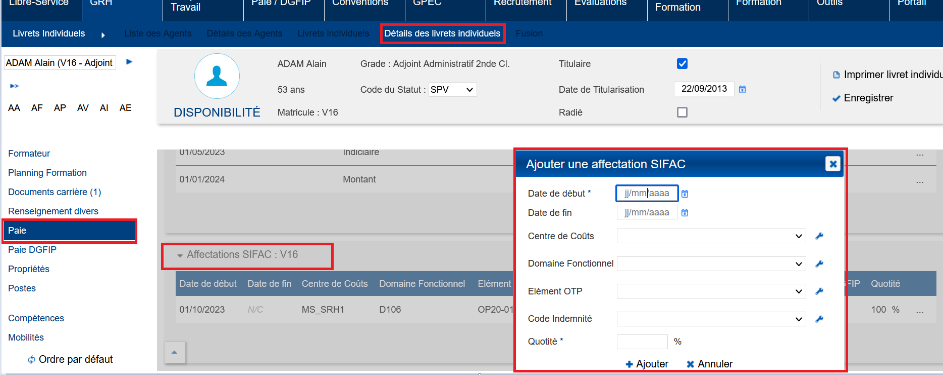 Libre-Service GRH Travail Paie / DGFIP Conventions GPEC Recrutement Evaluations Formation Formation Outils Portail
Livrets Individuels Liste des Agents Détails des Agents Livrets Individuels Détails des livrets individuels Fusion
ADAM Alain (V16 - Adjoint
AA AF AP AV AI AE
DISPONIBILITÉ
ADAM Alain Grade : Adjoint Administratif 2nde Cl. Titulaire
53 ans Code du Statut : SPV Date de Titularisation 22/09/2013
Matricule : V16 Radié
Imprimer livret individu
Enregistrer
Formateur
Planning Formation
Documents carrière (1)
Renseignement divers
Paie
Paie DGFIP
Propriétés
Postes
Compétences
Mobilités
Ordre par défaut
01/05/2023 Indiciaire ...
01/01/2024 Montant ...
Affectations SIFAC : V16
Date de début Date de fin Centre de Coûts Domaine Fonctionnel Elément FIP Quotité
01/10/2023 N/C MS_SRH1 D106 OP20-01 100 % ...
Ajouter une affectation SIFAC
Date de début * jj/mm/aaaa
Date de fin jj/mm/aaaa
Centre de Coûts
Domaine Fonctionnel
Elément OTP
Code Indemnité
Quotité * %
Ajouter Annuler